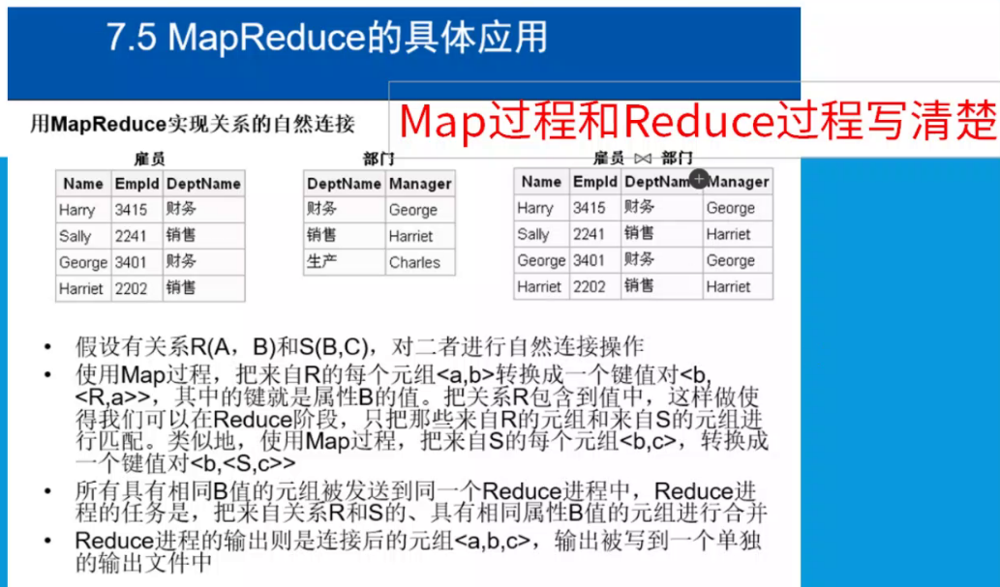 7.5 MapReduce的具体应用
Map过程和Reduce过程写清楚
用MapReduce实现关系的自然连接
雇员
Name EmpId DeptName
Harry 3415 财务
Sally 2241 销售
George 3401 财务
Harriet 2202 销售
部门
DeptName Manager
财务 George
销售 Harriet
生产 Charles
雇员 ⋈ 部门
Name EmpId DeptNam Manager
Harry 3415 财务 George
Sally 2241 销售 Harriet
George 3401 财务 George
Harriet 2202 销售 Harriet
• 假设有关系R(A，B)和S(B,C)，对二者进行自然连接操作
• 使用Map过程，把来自R的每个元组<a,b>转换成一个键值对<b,
<R,a>>，其中的键就是属性B的值。把关系R包含到值中，这样做使
得我们可以在Reduce阶段，只把那些来自R的元组和来自S的元组进
行匹配。类似地，使用Map过程，把来自S的每个元组<b,c>，转换成
一个键值对<b,<S,c>>
• 所有具有相同B值的元组被发送到同一个Reduce进程中，Reduce进
程的任务是，把来自关系R和S的、具有相同属性B值的元组进行合并
• Reduce进程的输出则是连接后的元组<a,b,c>，输出被写到一个单独
的输出文件中